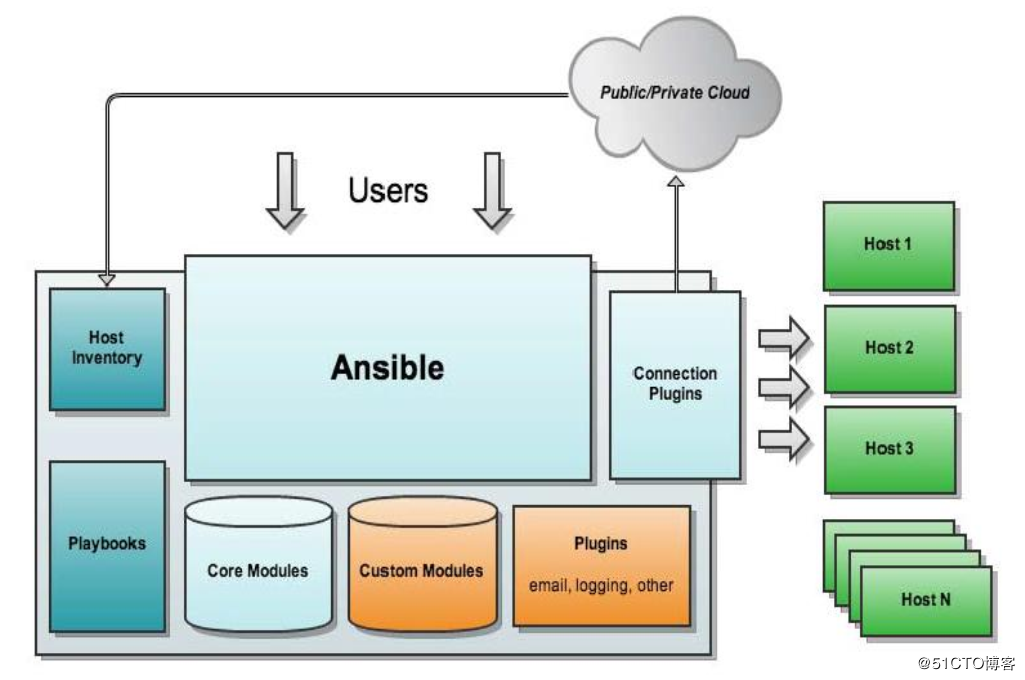 Public/Private Cloud
Users
Host 1
Host
Inventory
Ansible
Connection
Plugins
Host 2
Host 3
Playbooks
Core Modules
Custom Modules
Plugins
email, logging, other
Host N
@51CTO博客